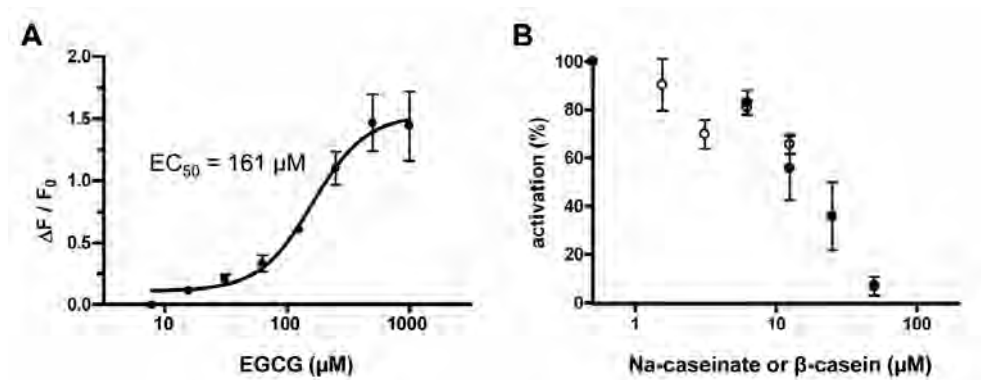 A
2.0
1.5
1.0
0.5
0.0
ΔF / F0
EC50 = 161 µM
10
100
1000
EGCG (µM)
B
100
80
60
40
20
0
activation (%)
1
10
100
Na-caseinate or β-casein (µM)